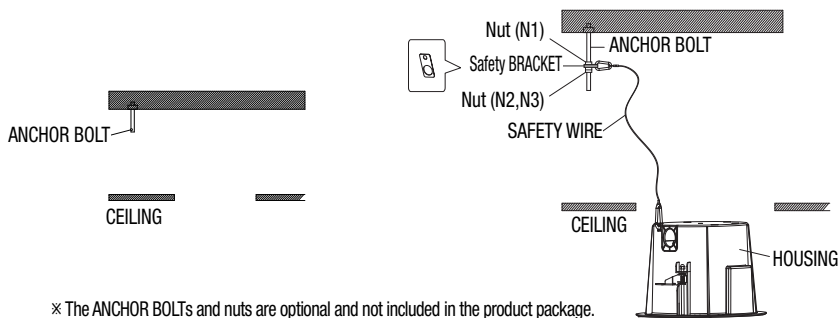 ANCHOR BOLT
CEILING
Nut (N1)
ANCHOR BOLT
Safety BRACKET
Nut (N2,N3)
SAFETY WIRE
CEILING
HOUSING
※ The ANCHOR BOLTs and nuts are optional and not included in the product package.